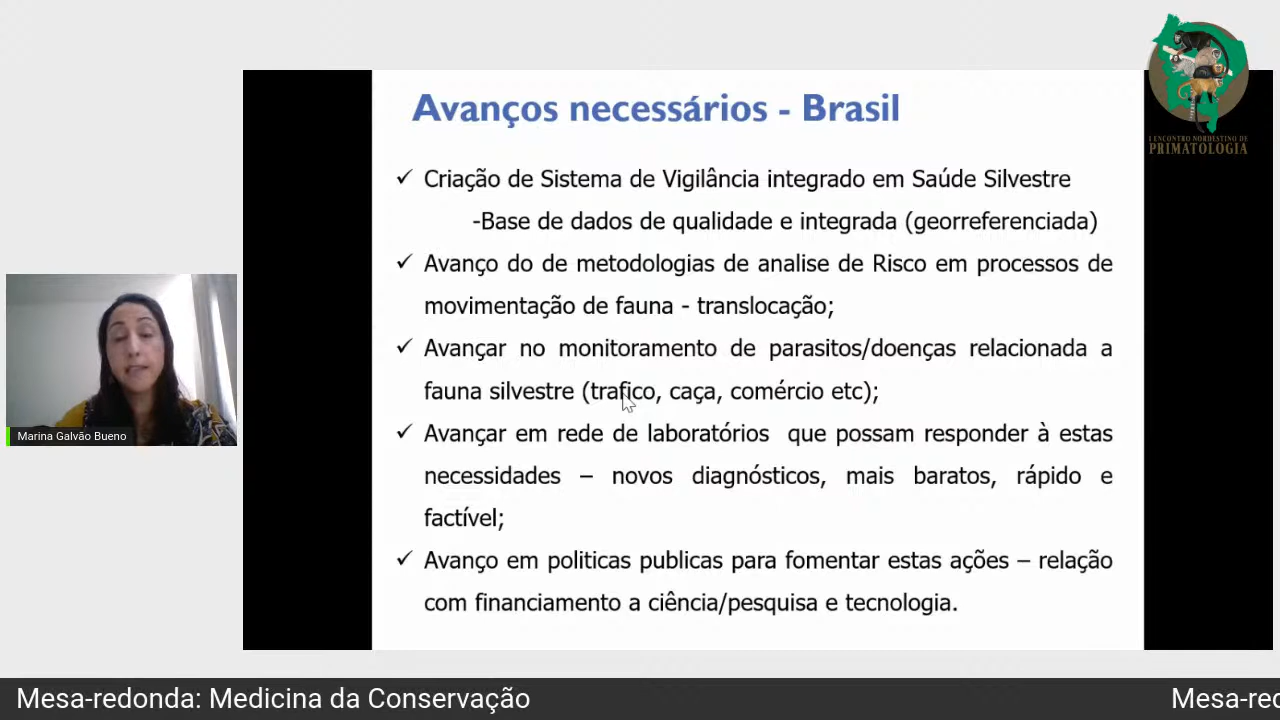 Avanços necessários - Brasil
✓ Criação de Sistema de Vigilância integrado em Saúde Silvestre
-Base de dados de qualidade e integrada (georreferenciada)
✓ Avanço do de metodologias de analise de Risco em processos de
movimentação de fauna - translocação;
✓ Avançar no monitoramento de parasitos/doenças relacionada a
fauna silvestre (trafico, caça, comércio etc);
✓ Avançar em rede de laboratórios que possam responder à estas
necessidades – novos diagnósticos, mais baratos, rápido e
factível;
✓ Avanço em politicas publicas para fomentar estas ações – relação
com financiamento a ciência/pesquisa e tecnologia.
I ENCONTRO NORDESTINO DE
PRIMATOLOGIA
Marina Galvão Bueno
Mesa-redonda: Medicina da Conservação
Mesa-red